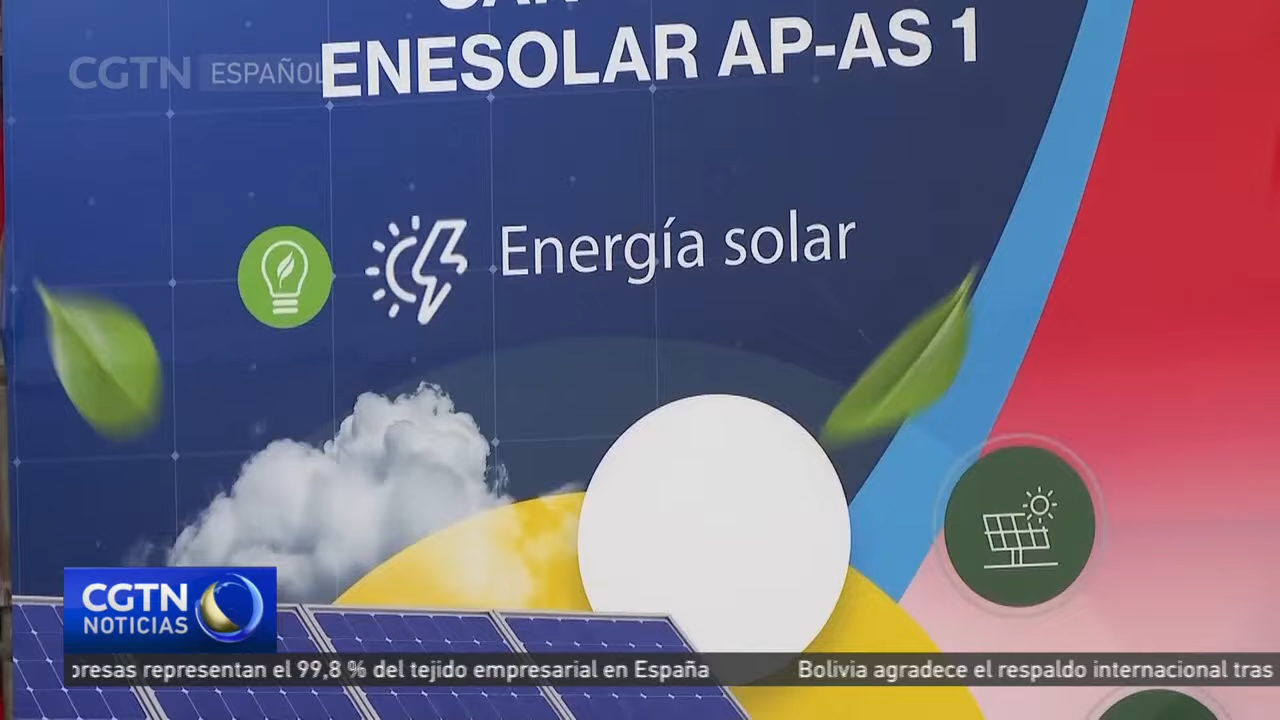 ENESOLAR AP-AS 1
CGTN ESPAÑOL
Energía solar
CGTN
NOTICIAS
representan el 99,8 % del tejido empresarial en España
Bolivia agradece el respaldo internacional tras